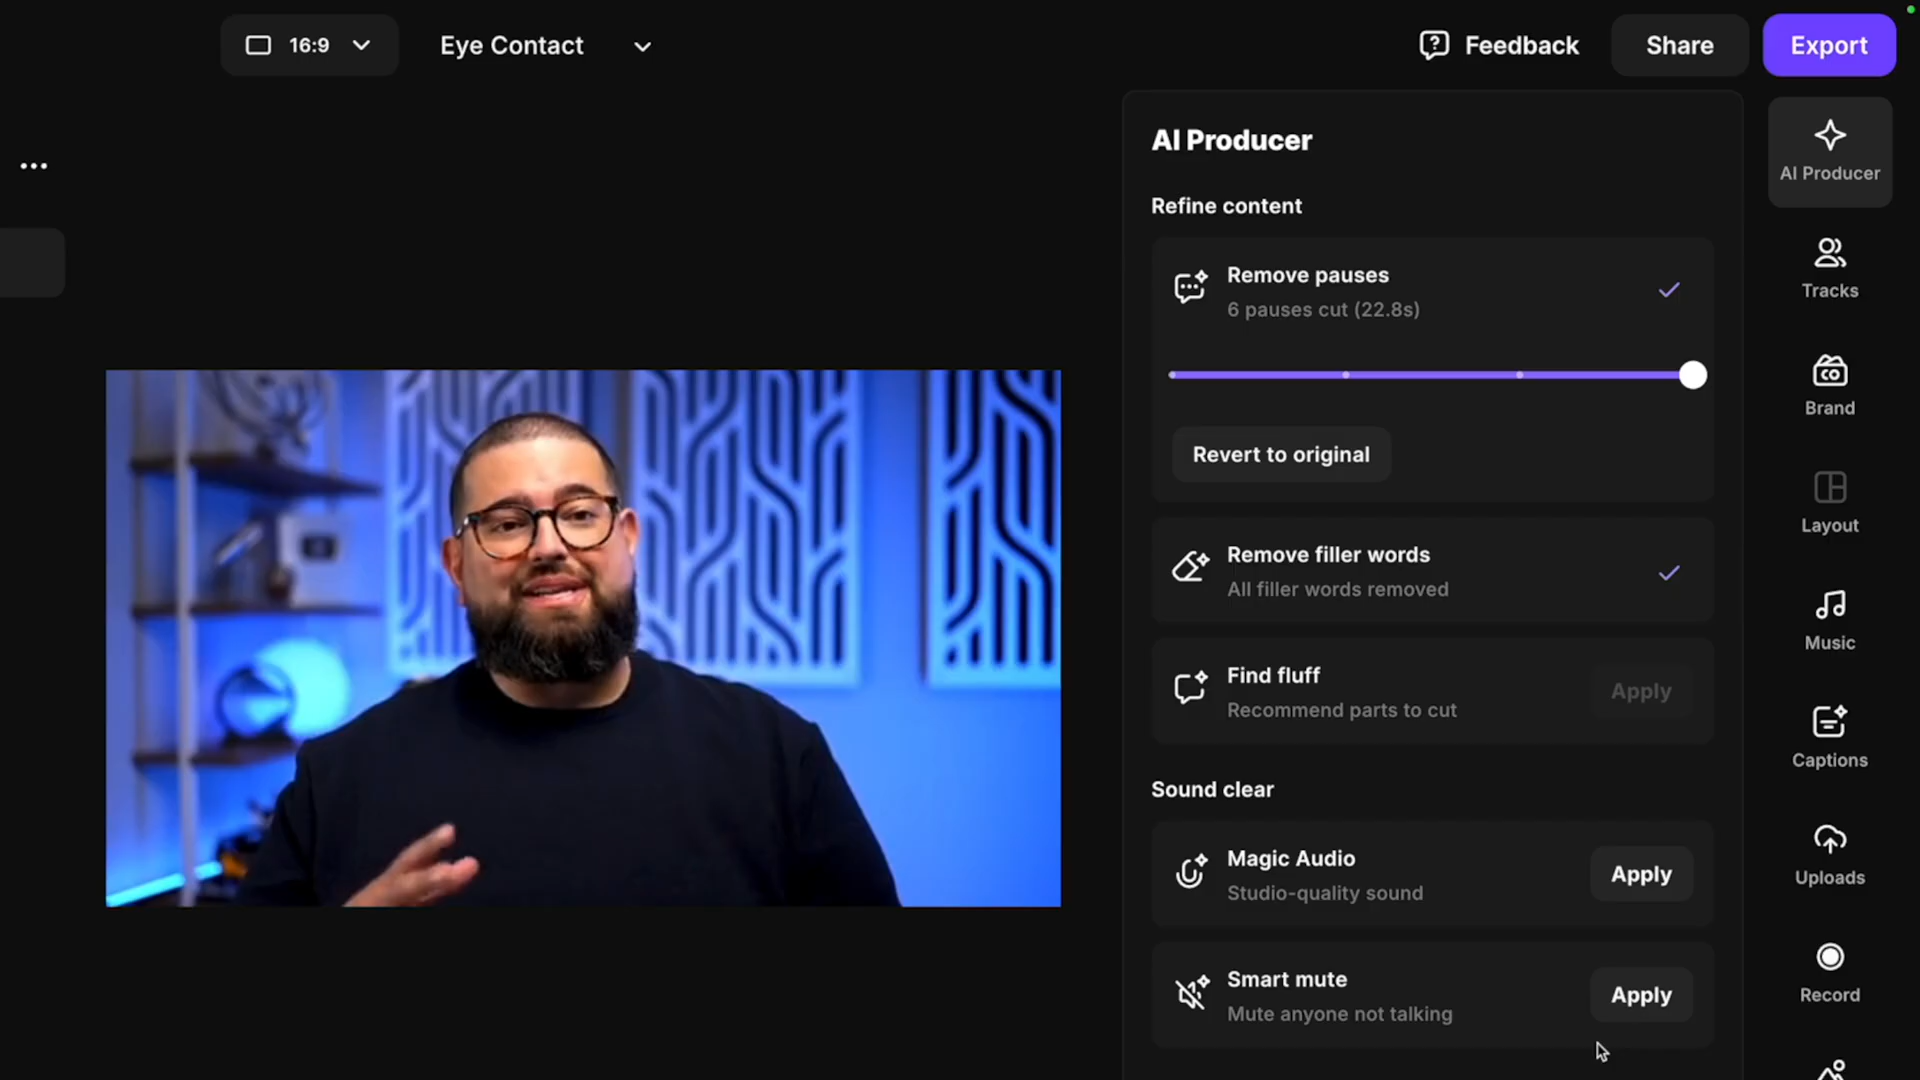 16:9
Eye Contact
Feedback
Share
Export
AI Producer
Refine content
Remove pauses
6 pauses cut (22.8s)
Revert to original
Remove filler words
All filler words removed
Find fluff
Recommend parts to cut
Apply
Sound clear
Magic Audio
Studio-quality sound
Apply
Smart mute
Mute anyone not talking
Apply
AI Producer
Tracks
CO
Brand
Layout
Music
Captions
Uploads
Record